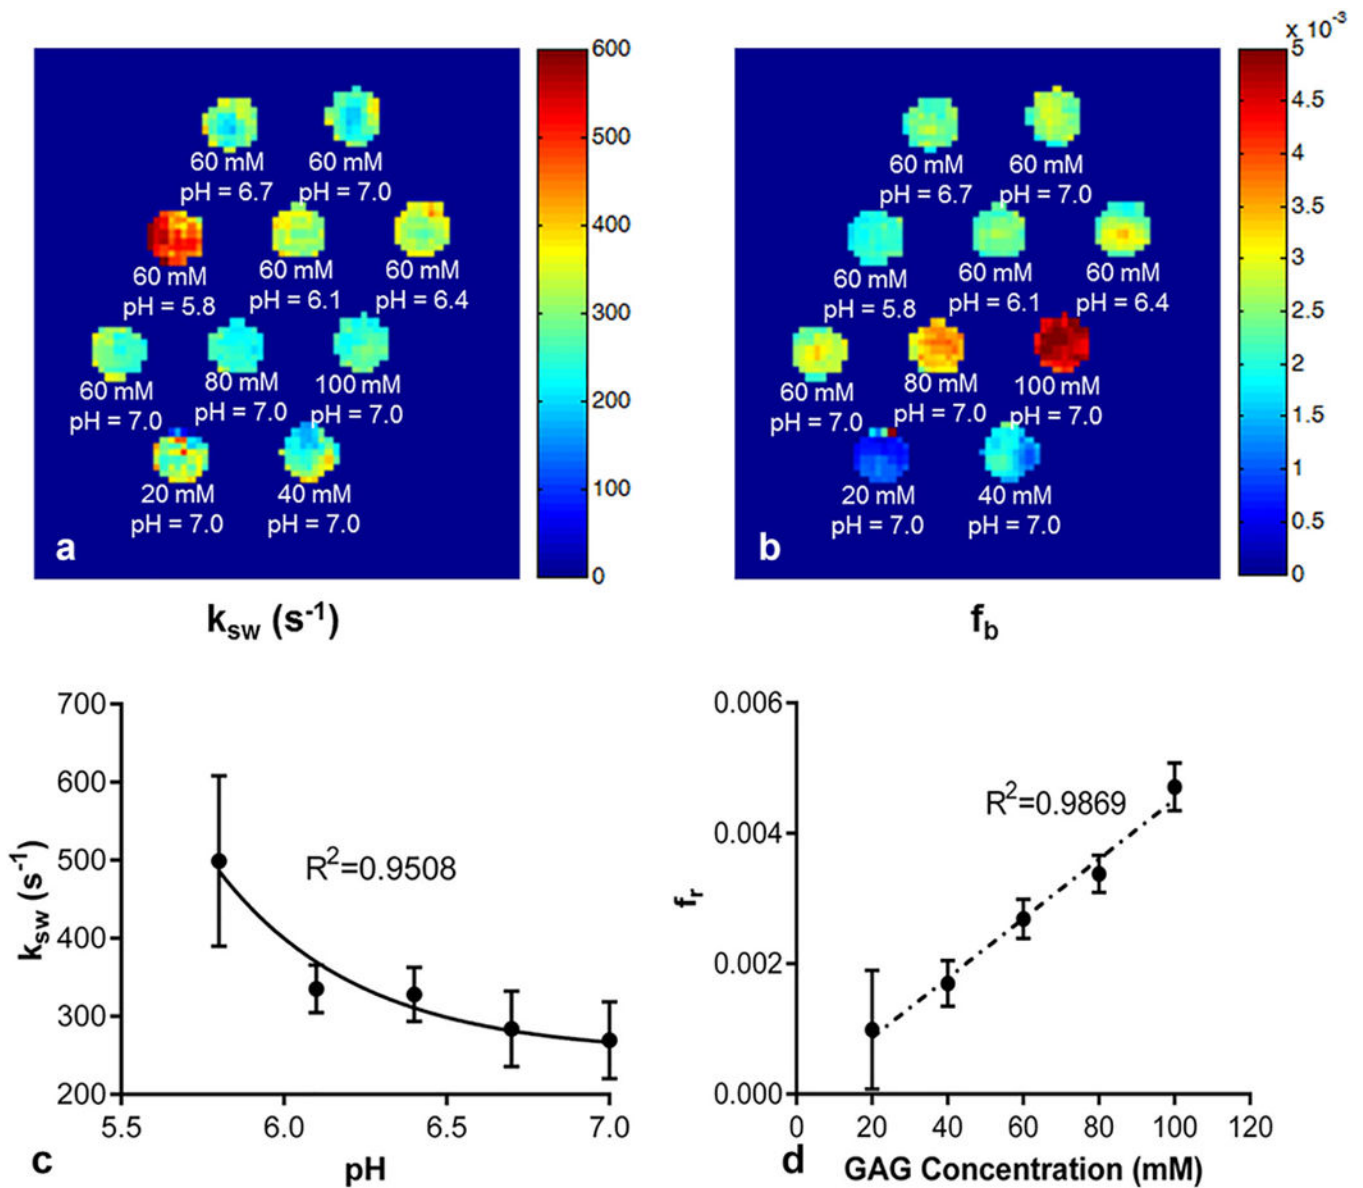 60 mM 60 mM
pH = 6.7 pH = 7.0
60 mM 60 mM 60 mM
pH = 5.8 pH = 6.1 pH = 6.4
60 mM 80 mM 100 mM
pH = 7.0 pH = 7.0 pH = 7.0
20 mM 40 mM
pH = 7.0 pH = 7.0
a
600
500
400
300
200
100
0
k_sw (s⁻¹)
60 mM 60 mM
pH = 6.7 pH = 7.0
60 mM 60 mM 60 mM
pH = 5.8 pH = 6.1 pH = 6.4
60 mM 80 mM 100 mM
pH = 7.0 pH = 7.0 pH = 7.0
20 mM 40 mM
pH = 7.0 pH = 7.0
b
x 10⁻³
5
4.5
4
3.5
3
2.5
2
1.5
1
0.5
0
f_b
700
600
500
400
300
200
k_sw (s⁻¹)
R²=0.9508
5.5 6.0 6.5 7.0
c pH
0.006
0.004
0.002
0.000
f_r
R²=0.9869
0 20 40 60 80 100 120
d GAG Concentration (mM)